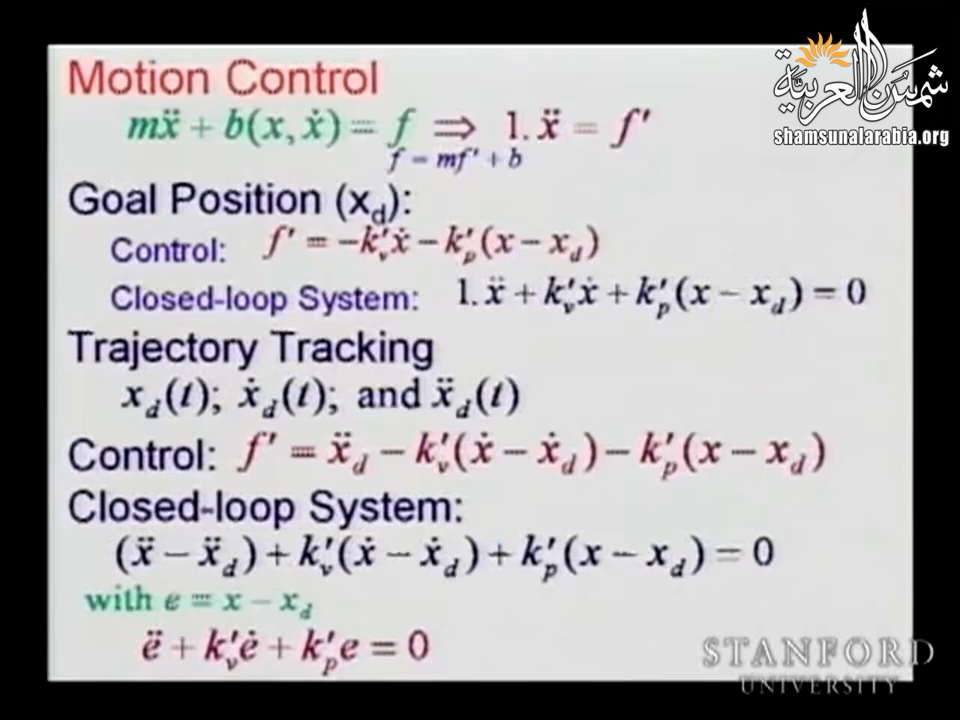 Motion Control
mẍ + b(x, ẋ) = f ⇒ 1. ẍ = f′
f = mf′ + b
Goal Position (x_d):
Control: f′ = −k′_v ẋ − k′_p (x − x_d)
Closed-loop System: 1. ẍ + k′_v ẋ + k′_p (x − x_d) = 0
Trajectory Tracking
x_d(t); ẋ_d(t); and ẍ_d(t)
Control: f′ = ẍ_d − k′_v (ẋ − ẋ_d) − k′_p (x − x_d)
Closed-loop System:
(ẍ − ẍ_d) + k′_v (ẋ − ẋ_d) + k′_p (x − x_d) = 0
with e = x − x_d
ë + k′_v ė + k′_p e = 0
شمس العربية
shamsunalarabia.org
STANFORD
UNIVERSITY